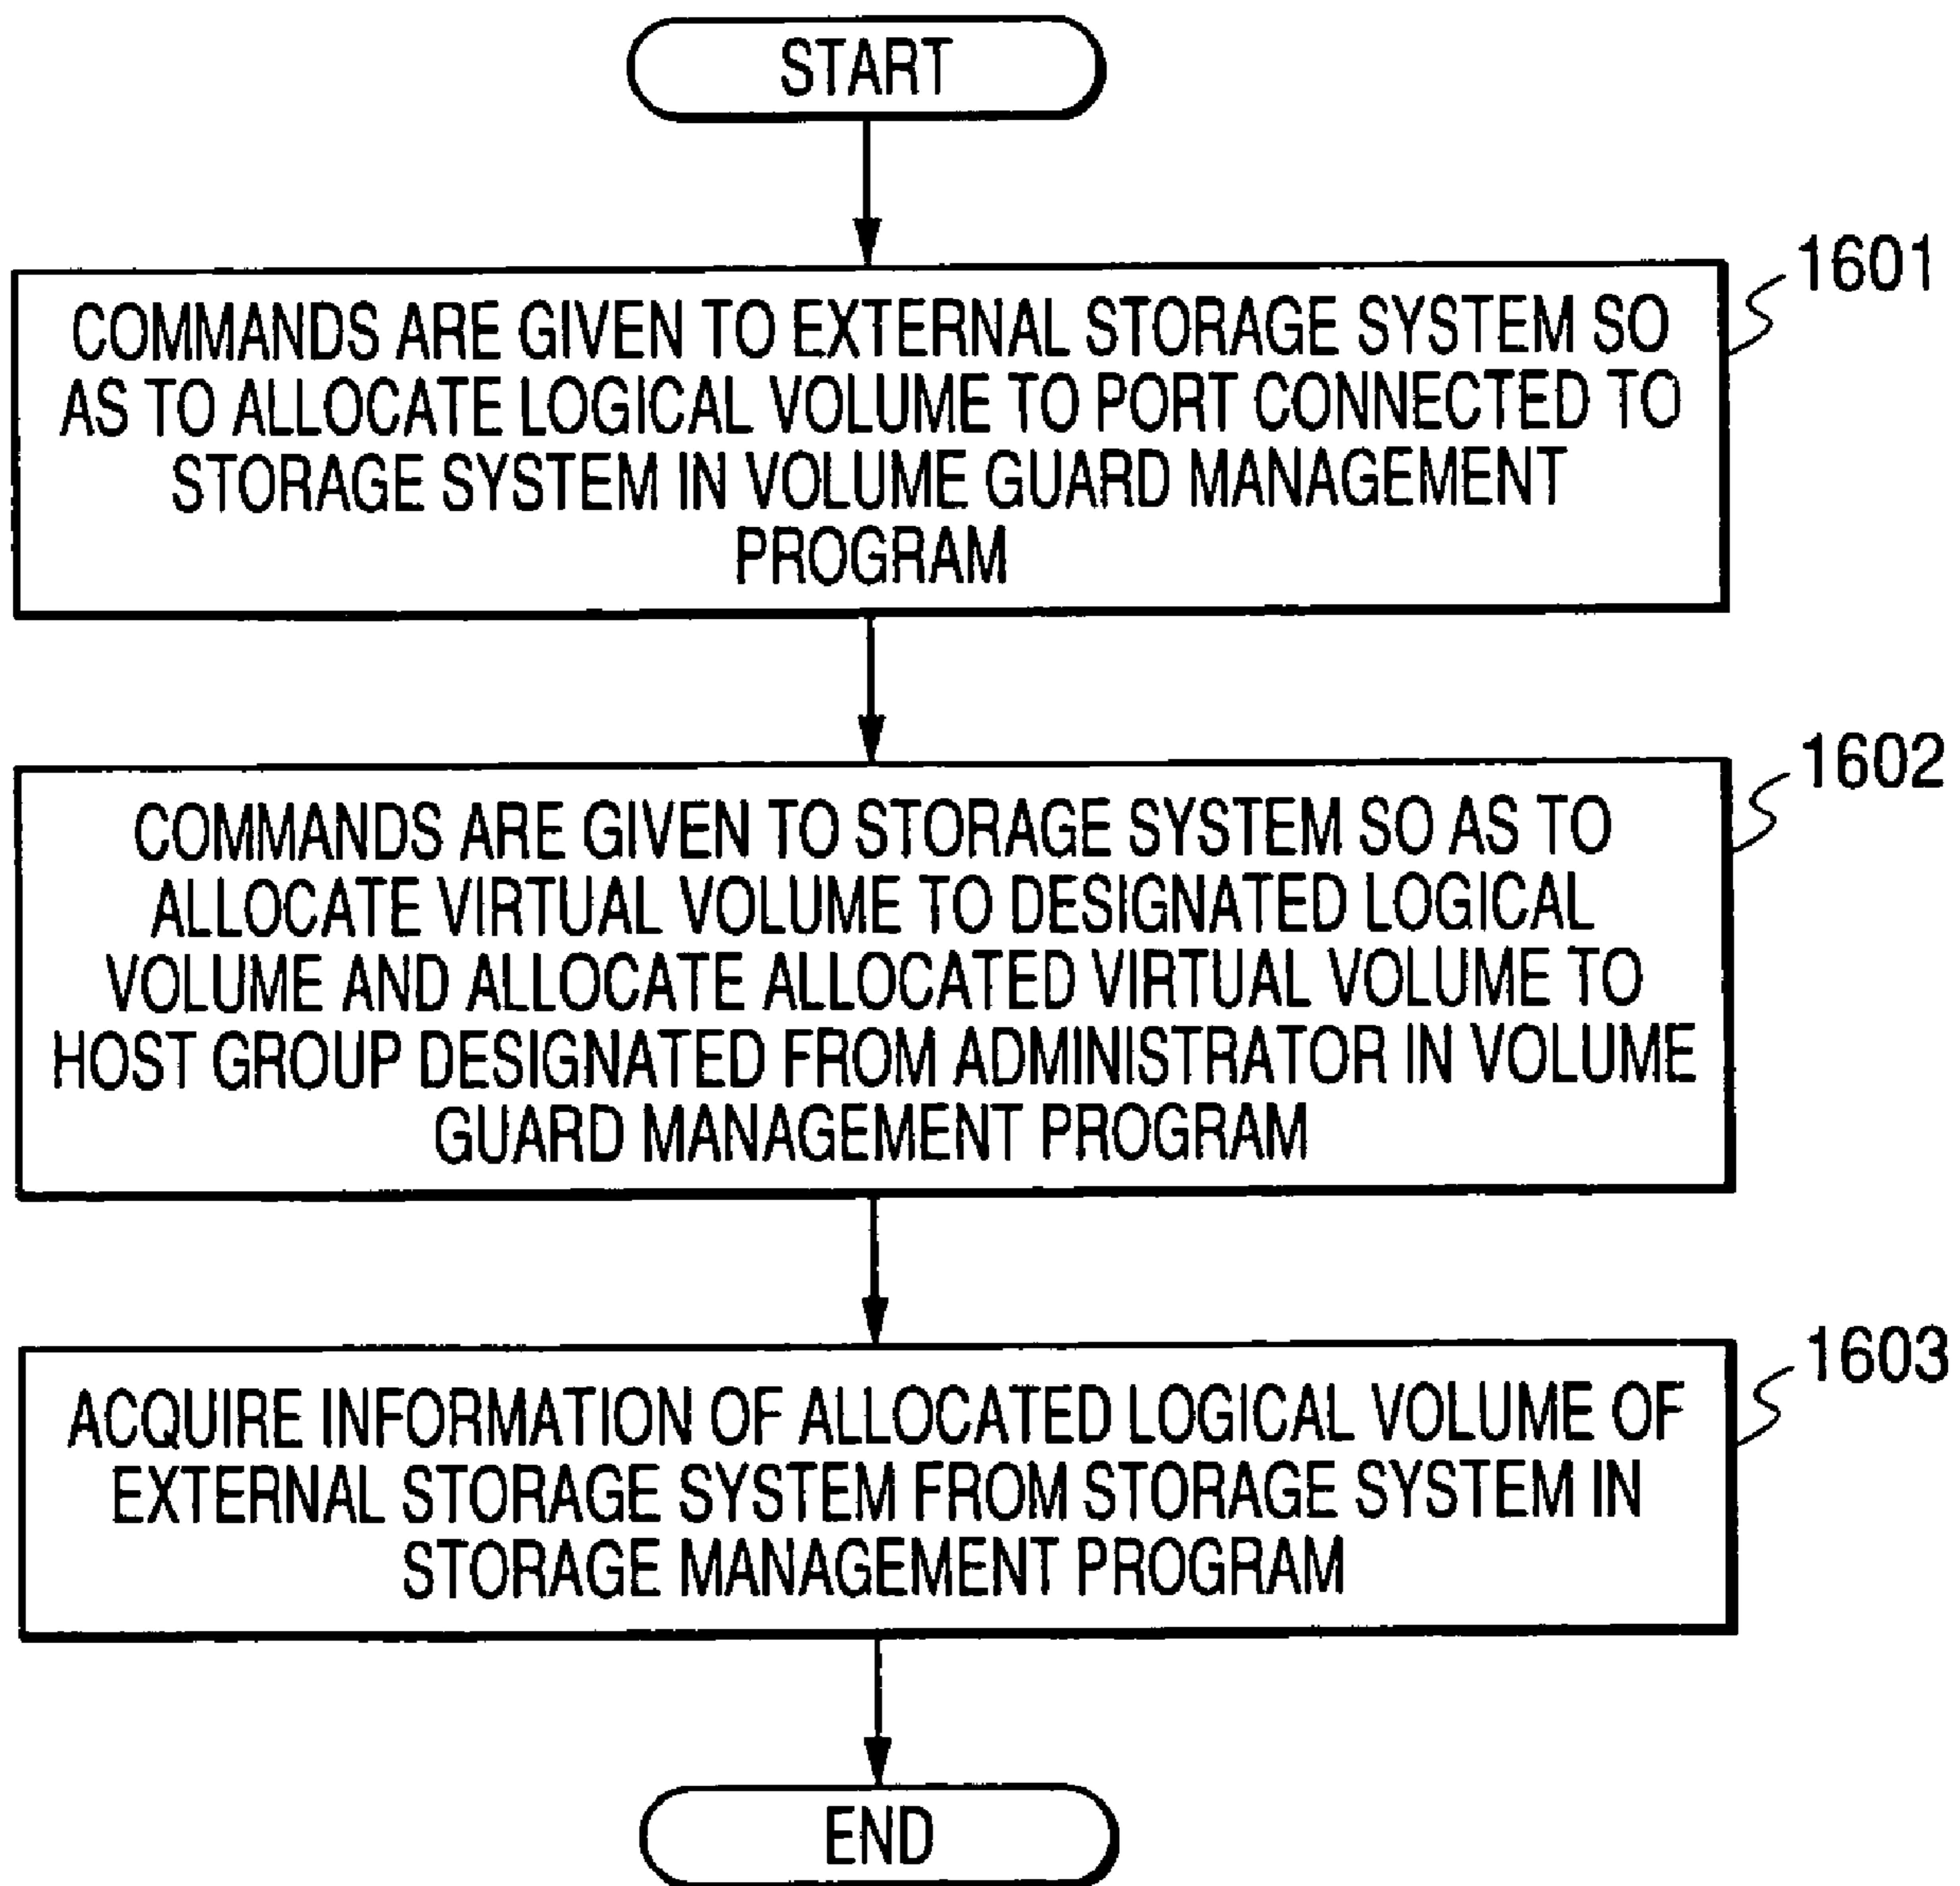 START
1601
COMMANDS ARE GIVEN TO EXTERNAL STORAGE SYSTEM SO
AS TO ALLOCATE LOGICAL VOLUME TO PORT CONNECTED TO
STORAGE SYSTEM IN VOLUME GUARD MANAGEMENT
PROGRAM
1602
COMMANDS ARE GIVEN TO STORAGE SYSTEM SO AS TO
ALLOCATE VIRTUAL VOLUME TO DESIGNATED LOGICAL
VOLUME AND ALLOCATE ALLOCATED VIRTUAL VOLUME TO
HOST GROUP DESIGNATED FROM ADMINISTRATOR IN VOLUME
GUARD MANAGEMENT PROGRAM
1603
ACQUIRE INFORMATION OF ALLOCATED LOGICAL VOLUME OF
EXTERNAL STORAGE SYSTEM FROM STORAGE SYSTEM IN
STORAGE MANAGEMENT PROGRAM
END